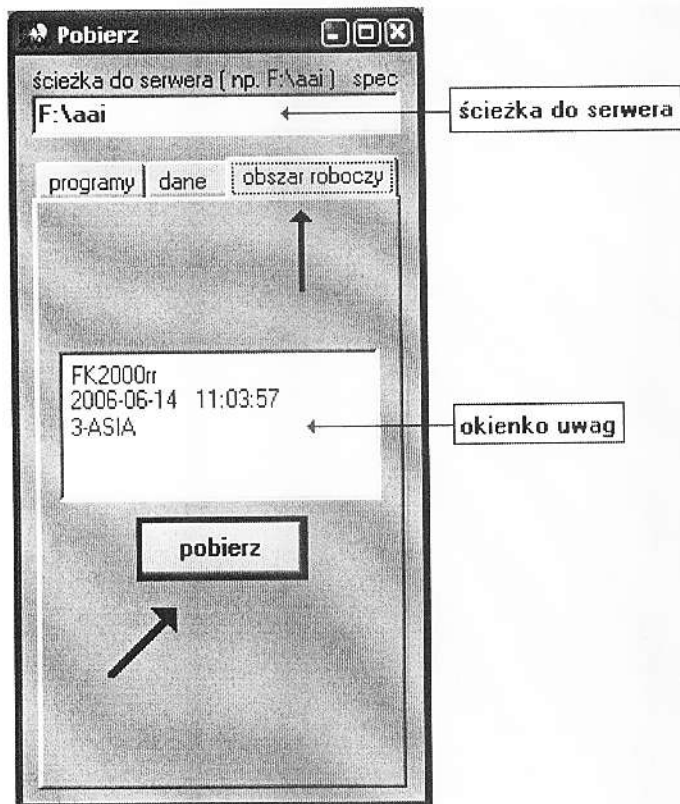 Pobierz
ścieżka do serwera ( np. F:\aai ) spec
F:\aai
ścieżka do serwera
programy dane obszar roboczy
FK2000rr
2006-06-14 11:03:57
3-ASIA
okienko uwag
pobierz